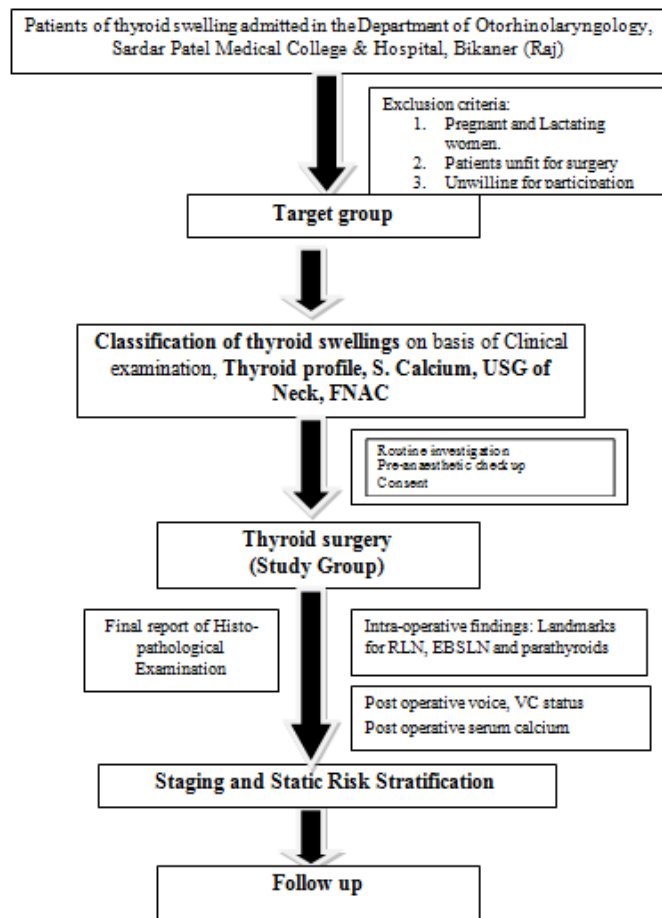 Patients of thyroid swelling admitted in the Department of Otorhinolaryngology,
Sardar Patel Medical College & Hospital, Bikaner (Raj)
Exclusion criteria:
1. Pregnant and Lactating
women.
2. Patients unfit for surgery
3. Unwilling for participation
Target group
Classification of thyroid swellings on basis of Clinical
examination, Thyroid profile, S. Calcium, USG of
Neck, FNAC
Routine investigation
Pre-anaesthetic check up
Consent
Thyroid surgery
(Study Group)
Final report of Histo-
pathological
Examination
Intra-operative findings: Landmarks
for RLN, EBSLN and parathyroids
Post operative voice, VC status
Post operative serum calcium
Staging and Static Risk Stratification
Follow up